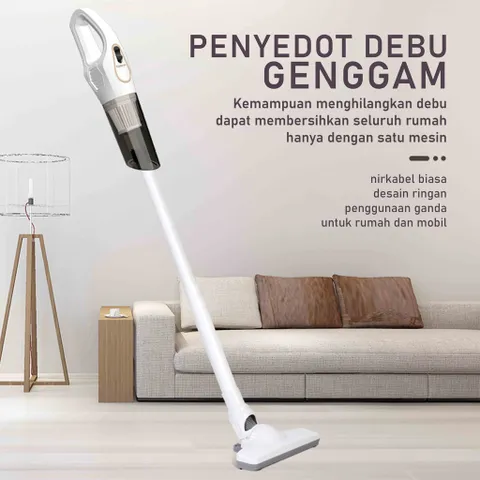 PENYEDOT DEBU
GENGGAM
Kemampuan menghilangkan debu
dapat membersihkan seluruh rumah
hanya dengan satu mesin
nirkabel biasa
desain ringan
penggunaan ganda
untuk rumah dan mobil